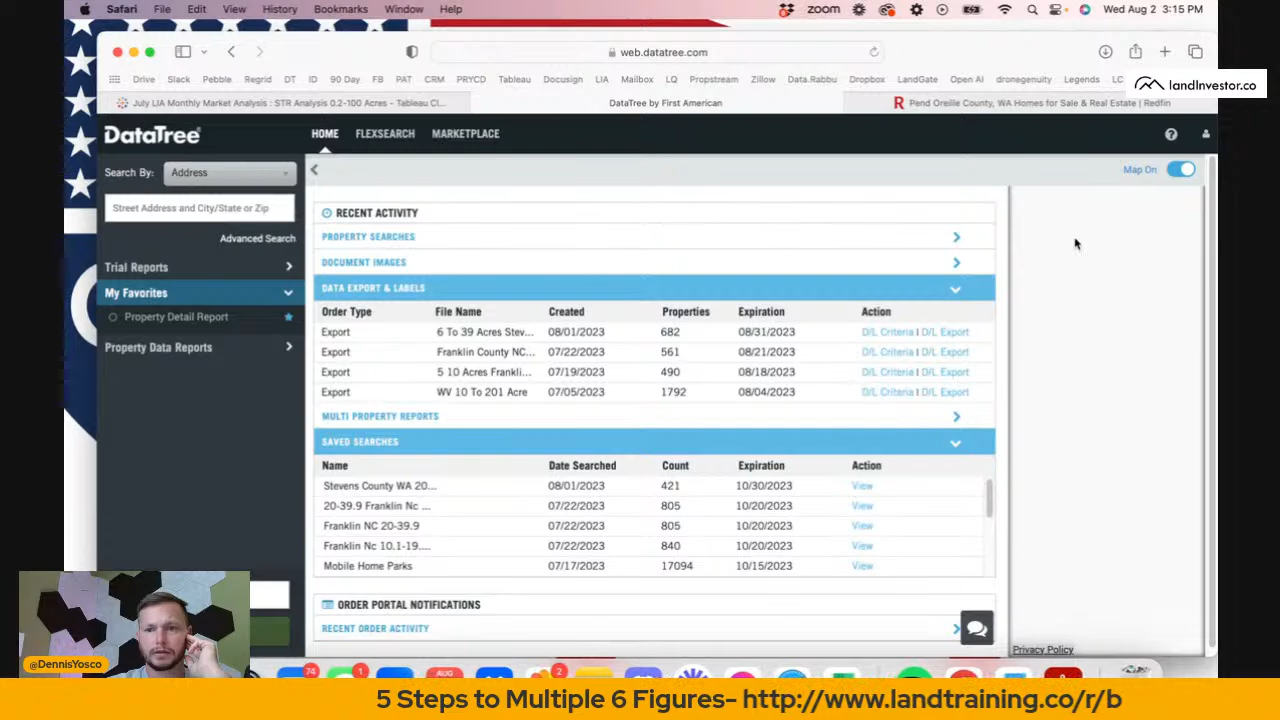 Safari File Edit View History Bookmarks Window Help zoom Wed Aug 2 3:15 PM
web.datatree.com
Drive Slack Pebble Regrid DT ID 90 Day FB PAT CRM PRYCD Tableau Docusign LIA Mailbox LQ Propstream Zillow Data.Rabbu Dropbox LandGate Open AI dronegenuity Legends LC
landInvestor.co
July LIA Monthly Market Analysis : STR Analysis 0.2-100 Acres - Tableau Cl... DataTree by First American R Pend Oreille County, WA Homes for Sale & Real Estate | Redfin
DataTree HOME FLEXSEARCH MARKETPLACE
Search By: Address
Map On
Street Address and City/State or Zip
Advanced Search
Trial Reports
My Favorites
Property Detail Report
Property Data Reports
RECENT ACTIVITY
PROPERTY SEARCHES
DOCUMENT IMAGES
DATA EXPORT & LABELS
Order Type File Name Created Properties Expiration Action
Export 6 To 39 Acres Stev... 08/01/2023 682 08/31/2023 D/L Criteria | D/L Export
Export Franklin County NC... 07/22/2023 561 08/21/2023 D/L Criteria | D/L Export
Export 5 10 Acres Frankli... 07/19/2023 490 08/18/2023 D/L Criteria | D/L Export
Export WV 10 To 201 Acre 07/05/2023 1792 08/04/2023 D/L Criteria | D/L Export
MULTI PROPERTY REPORTS
SAVED SEARCHES
Name Date Searched Count Expiration Action
Stevens County WA 20... 08/01/2023 421 10/30/2023 View
20-39.9 Franklin Nc ... 07/22/2023 805 10/20/2023 View
Franklin NC 20-39.9 07/22/2023 805 10/20/2023 View
Franklin Nc 10.1-19.... 07/22/2023 840 10/20/2023 View
Mobile Home Parks 07/17/2023 17094 10/15/2023 View
ORDER PORTAL NOTIFICATIONS
RECENT ORDER ACTIVITY
Privacy Policy
@DennisYosco
74 1 AUG 2
5 Steps to Multiple 6 Figures- http://www.landtraining.co/r/b